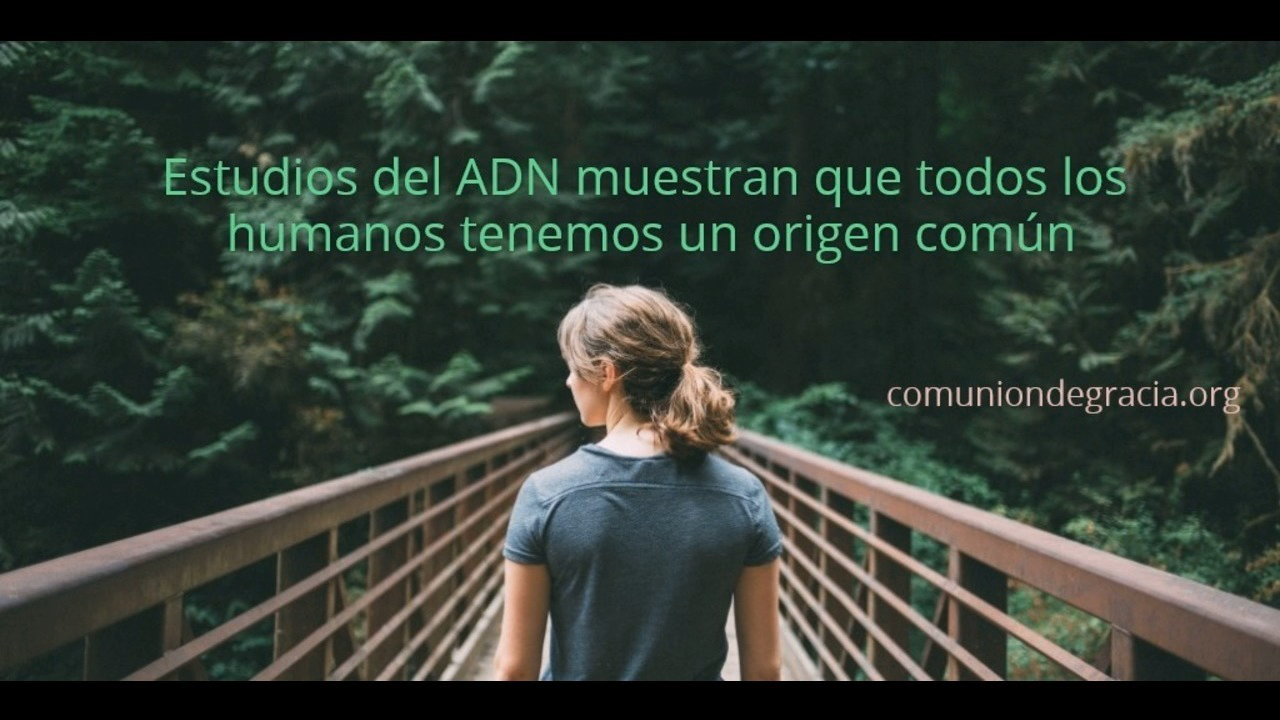 Estudios del ADN muestran que todos los
humanos tenemos un origen común
comuniondegracia.org